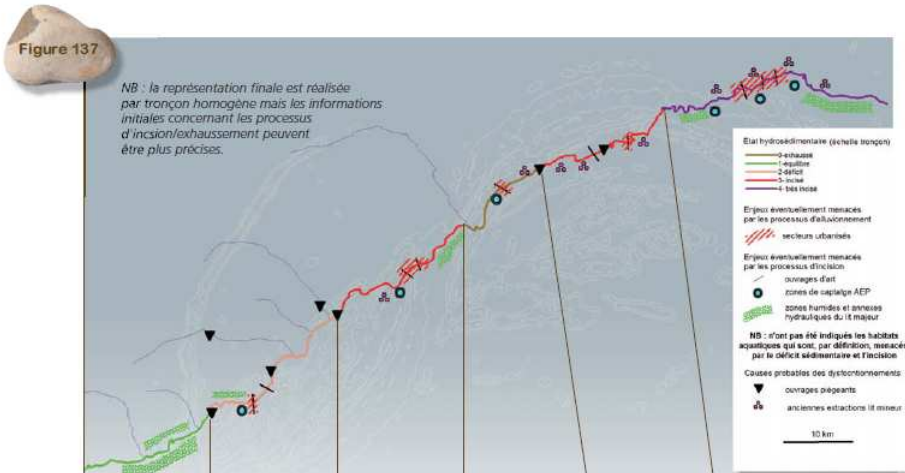 Figure 137
NB : la représentation finale est réalisée
par tronçon homogène mais les informations
initiales concernant les processus
d'incsion/exhaussement peuvent
être plus précises.
État hydrosédimentaire (échelle tronçon)
0-exhaussé
1-équilibre
2-déficit
3- incisé
4- très incisé
Enjeux éventuellement menacés
par les processus d'alluvionnement
secteurs urbanisés
Enjeux éventuellement menacés
par les processus d'incision
ouvrages d'art
zones de captatge AEP
zones humides et annexes
hydrauliques du lit majeur
NB : n'ont pas été indiqués les habitats
aquatiques qui sont, par définition, menacés
par le déficit sédimentaire et l'incision
Causes probables des dysfocntionnements
ouvrages piégeants
anciennes extractions lit mineur
10 km